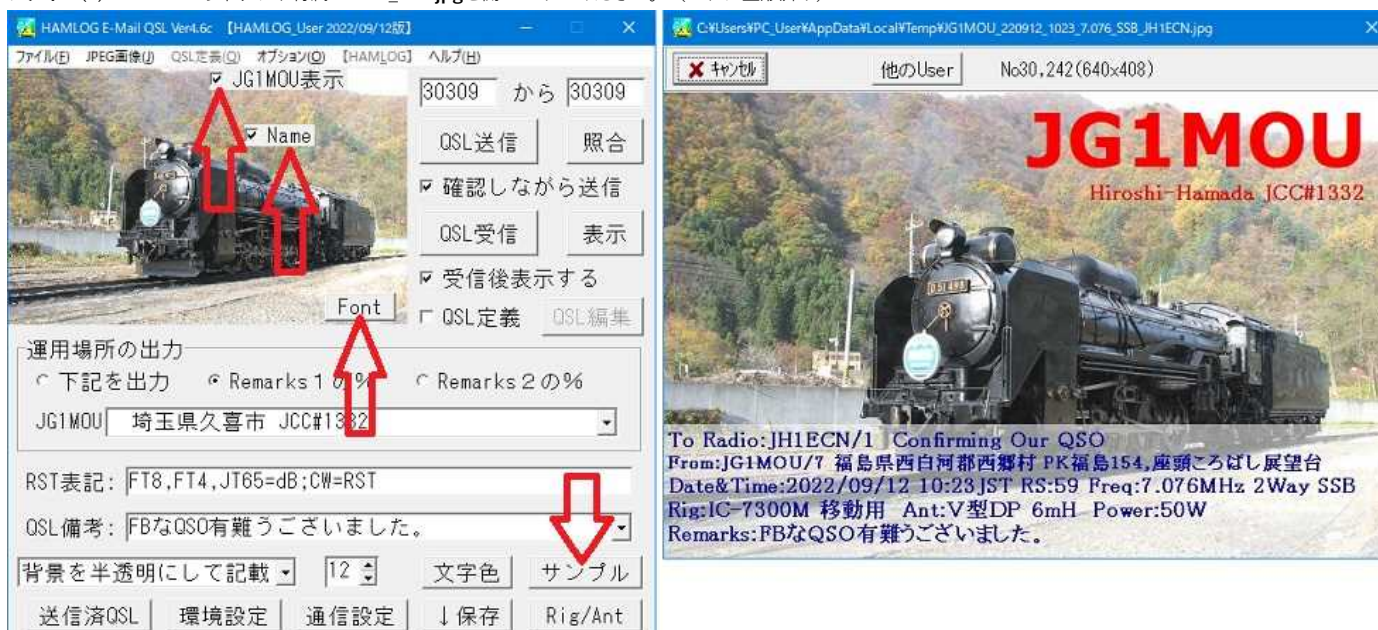 HAMLOG E-Mail QSL Ver4.6c 【HAMLOG_User 2022/09/12版】
ファイル(F) JPEG画像(J) QSL定義(Q) オプション(O) 【HAMLOG】 ヘルプ(H)
JG1MOU表示
Name
Font
30309 から 30309
QSL送信 照合
確認しながら送信
QSL受信 表示
受信後表示する
QSL定義 QSL編集
運用場所の出力
下記を出力 Remarks1の% Remarks2の%
JG1MOU 埼玉県久喜市 JCC#1332
RST表記: FT8,FT4,JT65=dB;CW=RST
QSL備考: FBなQSO有難うございました。
背景を半透明にして記載 12 文字色 サンプル
送信済QSL 環境設定 通信設定 ↓保存 Rig/Ant
C:¥Users¥PC_User¥AppData¥Local¥Temp¥JG1MOU_220912_1023_7.076_SSB_JH1ECN.jpg
キャンセル 他のUser No30,242(640×408)
JG1MOU
Hiroshi-Hamada JCC#1332
D51 498
To Radio:JH1ECN/1 Confirming Our QSO
From:JG1MOU/7 福島県西白河郡西郷村 PK福島154,座頭ころばし展望台
Date&Time:2022/09/12 10:23 JST RS:59 Freq:7.076MHz 2Way SSB
Rig:IC-7300M 移動用 Ant:V型DP 6mH Power:50W
Remarks:FBなQSO有難うございました。